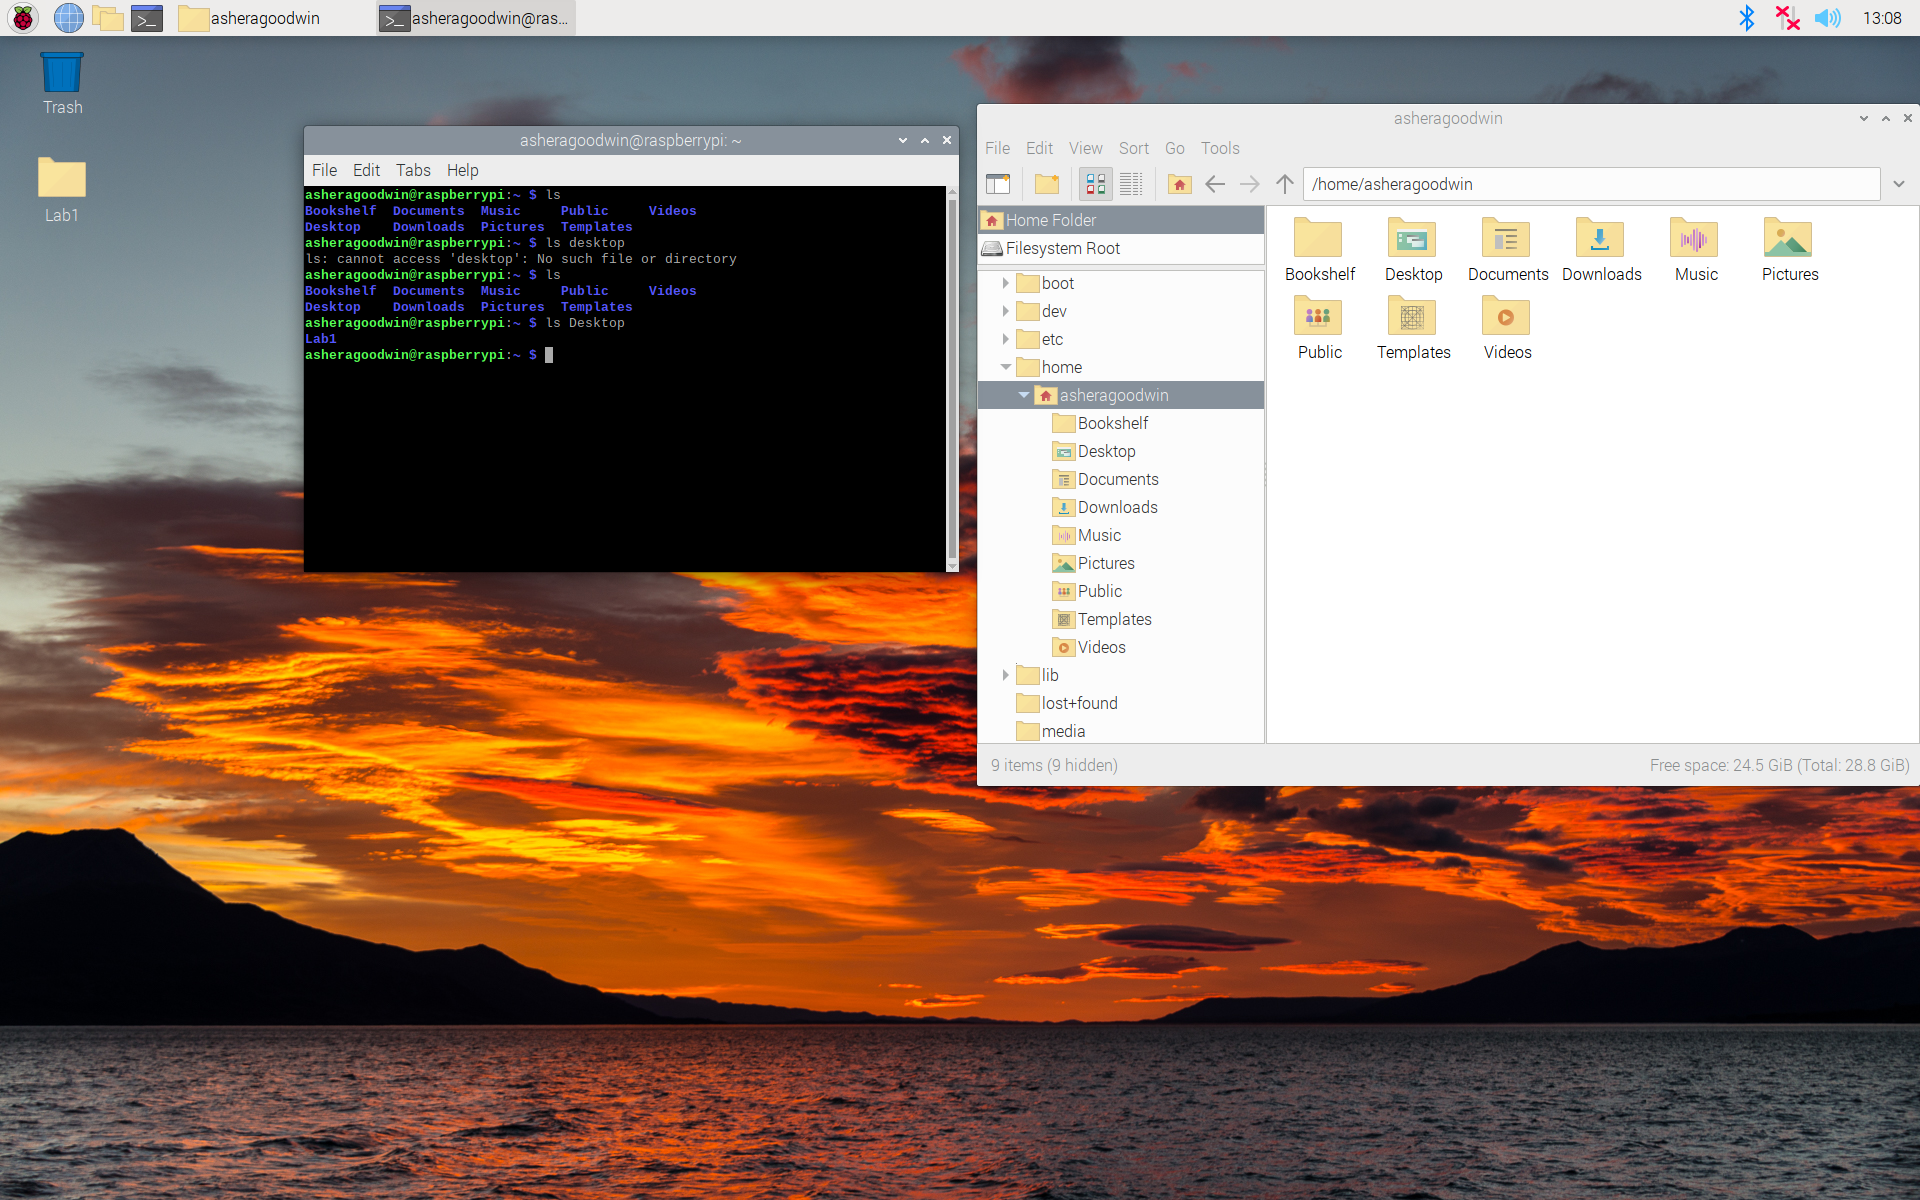 asheragoodwin
asheragoodwin@ras...
13:08
Trash
Lab1
asheragoodwin@raspberrypi: ~
File Edit Tabs Help
asheragoodwin@raspberrypi:~ $ ls
Bookshelf Documents Music Public Videos
Desktop Downloads Pictures Templates
asheragoodwin@raspberrypi:~ $ ls desktop
ls: cannot access 'desktop': No such file or directory
asheragoodwin@raspberrypi:~ $ ls
Bookshelf Documents Music Public Videos
Desktop Downloads Pictures Templates
asheragoodwin@raspberrypi:~ $ ls Desktop
Lab1
asheragoodwin@raspberrypi:~ $
asheragoodwin
File Edit View Sort Go Tools
/home/asheragoodwin
Home Folder
Filesystem Root
boot
dev
etc
home
asheragoodwin
Bookshelf
Desktop
Documents
Downloads
Music
Pictures
Public
Templates
Videos
lib
lost+found
media
Bookshelf Desktop Documents Downloads Music Pictures
Public Templates Videos
9 items (9 hidden)
Free space: 24.5 GiB (Total: 28.8 GiB)